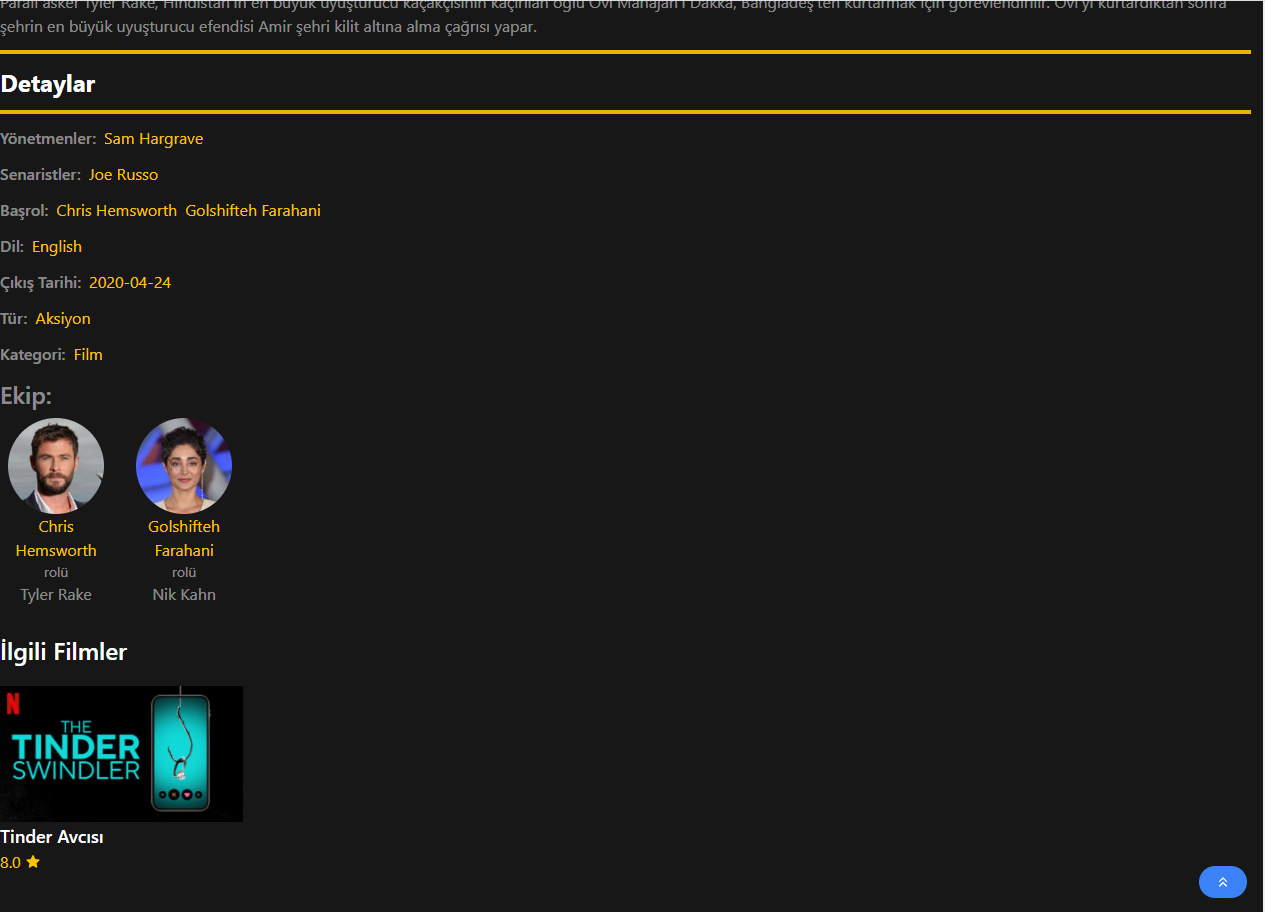 Paralı asker Tyler Rake, Hindistan'ın en büyük uyuşturucu kaçakçısının kaçırılan oğlu Ovi Mahajan'ı Dakka, Bangladeş'ten kurtarmak için görevlendirilir. Ovi'yi kurtardıktan sonra
şehrin en büyük uyuşturucu efendisi Amir şehri kilit altına alma çağrısı yapar.
Detaylar
Yönetmenler: Sam Hargrave
Senaristler: Joe Russo
Başrol: Chris Hemsworth Golshifteh Farahani
Dil: English
Çıkış Tarihi: 2020-04-24
Tür: Aksiyon
Kategori: Film
Ekip:
Chris
Hemsworth
rolü
Tyler Rake
Golshifteh
Farahani
rolü
Nik Kahn
İlgili Filmler
N
THE
TINDER
SWINDLER
Tinder Avcısı
8.0